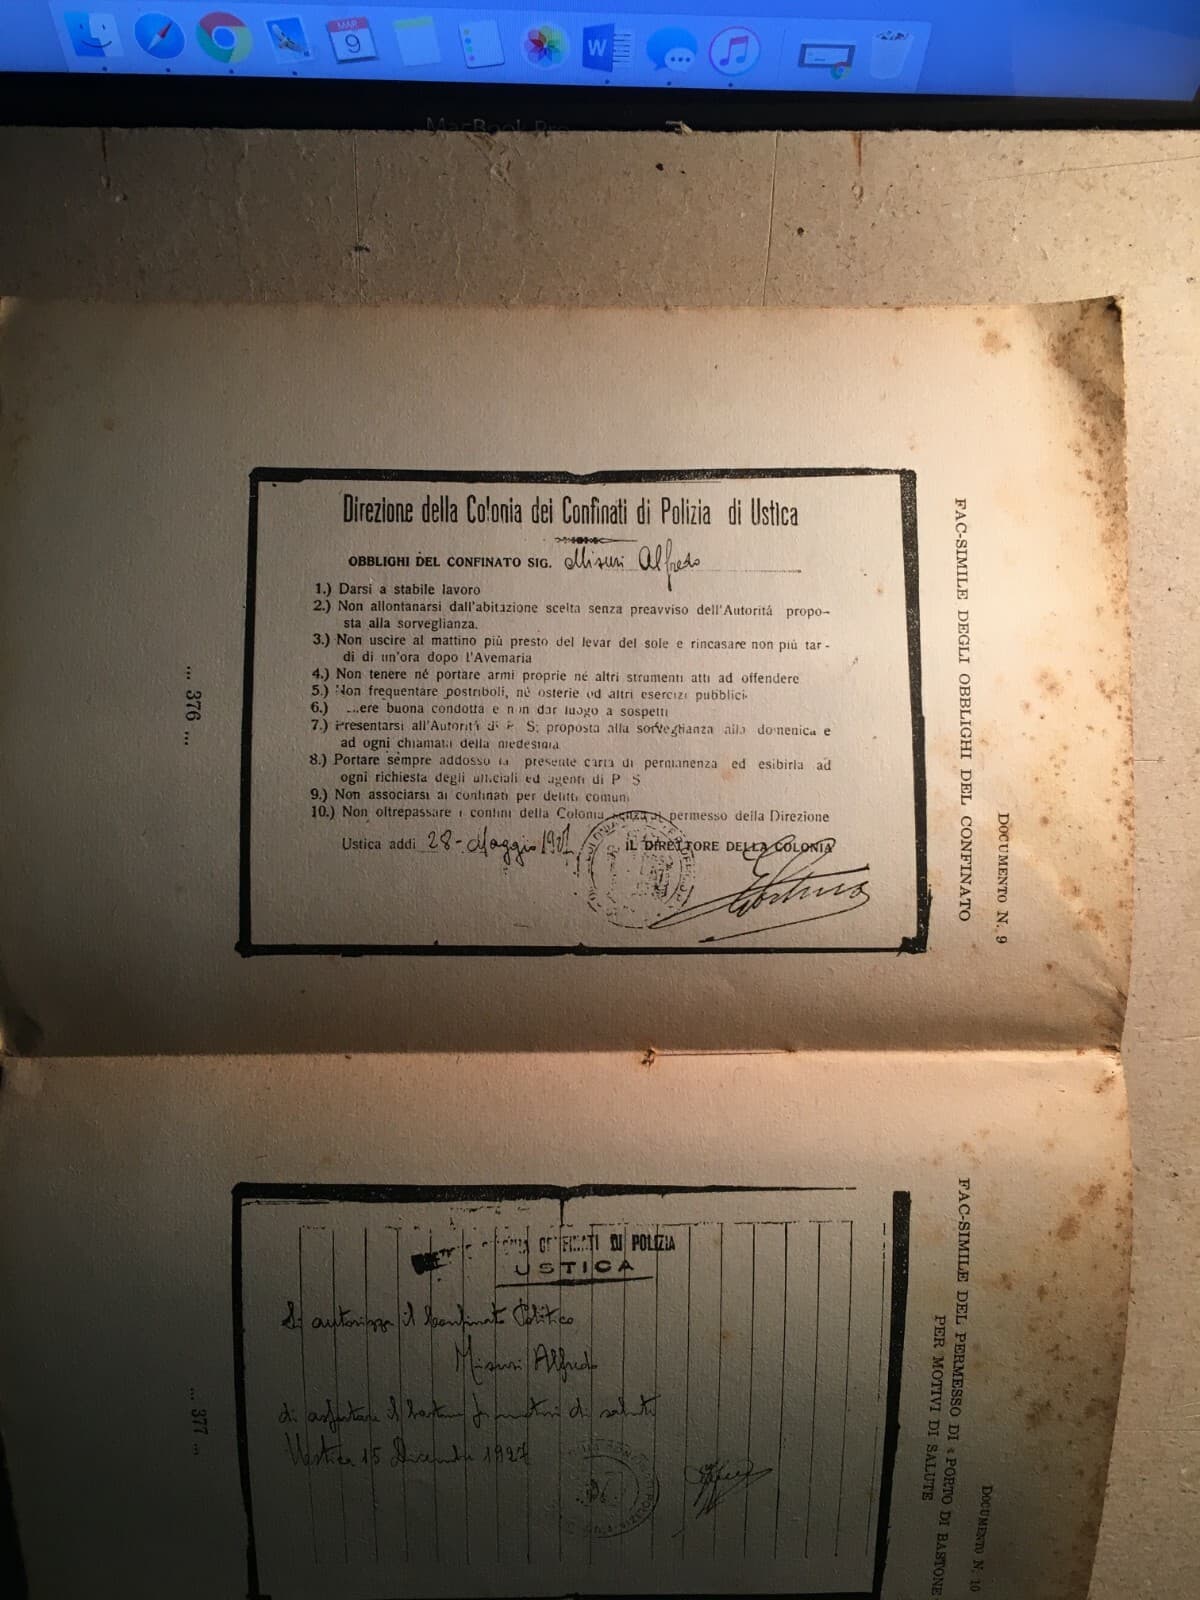 MAR
9
W
MacBook Pro
DOCUMENTO N. 9
FAC-SIMILE DEGLI OBBLIGHI DEL CONFINATO
Direzione della Colonia dei Confinati di Polizia di Ustica
OBBLIGHI DEL CONFINATO SIG. Misuri Alfredo
1.) Darsi a stabile lavoro
2.) Non allontanarsi dall'abitazione scelta senza preavviso dell'Autorità propo-
sta alla sorveglianza.
3.) Non uscire al mattino più presto del levar del sole e rincasare non più tar-
di di un'ora dopo l'Avemaria
4.) Non tenere né portare armi proprie né altri strumenti atti ad offendere
5.) Non frequentare postriboli, né osterie od altri esercizi pubblici
6.) ...ere buona condotta e non dar luogo a sospetti
7.) Presentarsi all'Autorità di P S; proposta alla sorveglianza alla domenica e
ad ogni chiamata della medesima
8.) Portare sempre addosso la presente carta di permanenza ed esibirla ad
ogni richiesta degli ufficiali ed agenti di P S
9.) Non associarsi ai confinati per delitti comuni
10.) Non oltrepassare i confini della Colonia senza il permesso della Direzione
Ustica addì 28 - Maggio 1927 IL DIRETTORE DELLA COLONIA
... 376 ...
DOCUMENTO N. 10
FAC-SIMILE DEL PERMESSO DI « PORTO DI BASTONE
PER MOTIVI DI SALUTE
CONFINATI DI POLIZIA
USTICA
Si autorizza il Confinato Politico
Misuri Alfredo
di il bastone motivi di salute
Ustica 15 Dicembre 1927
... 377 ...